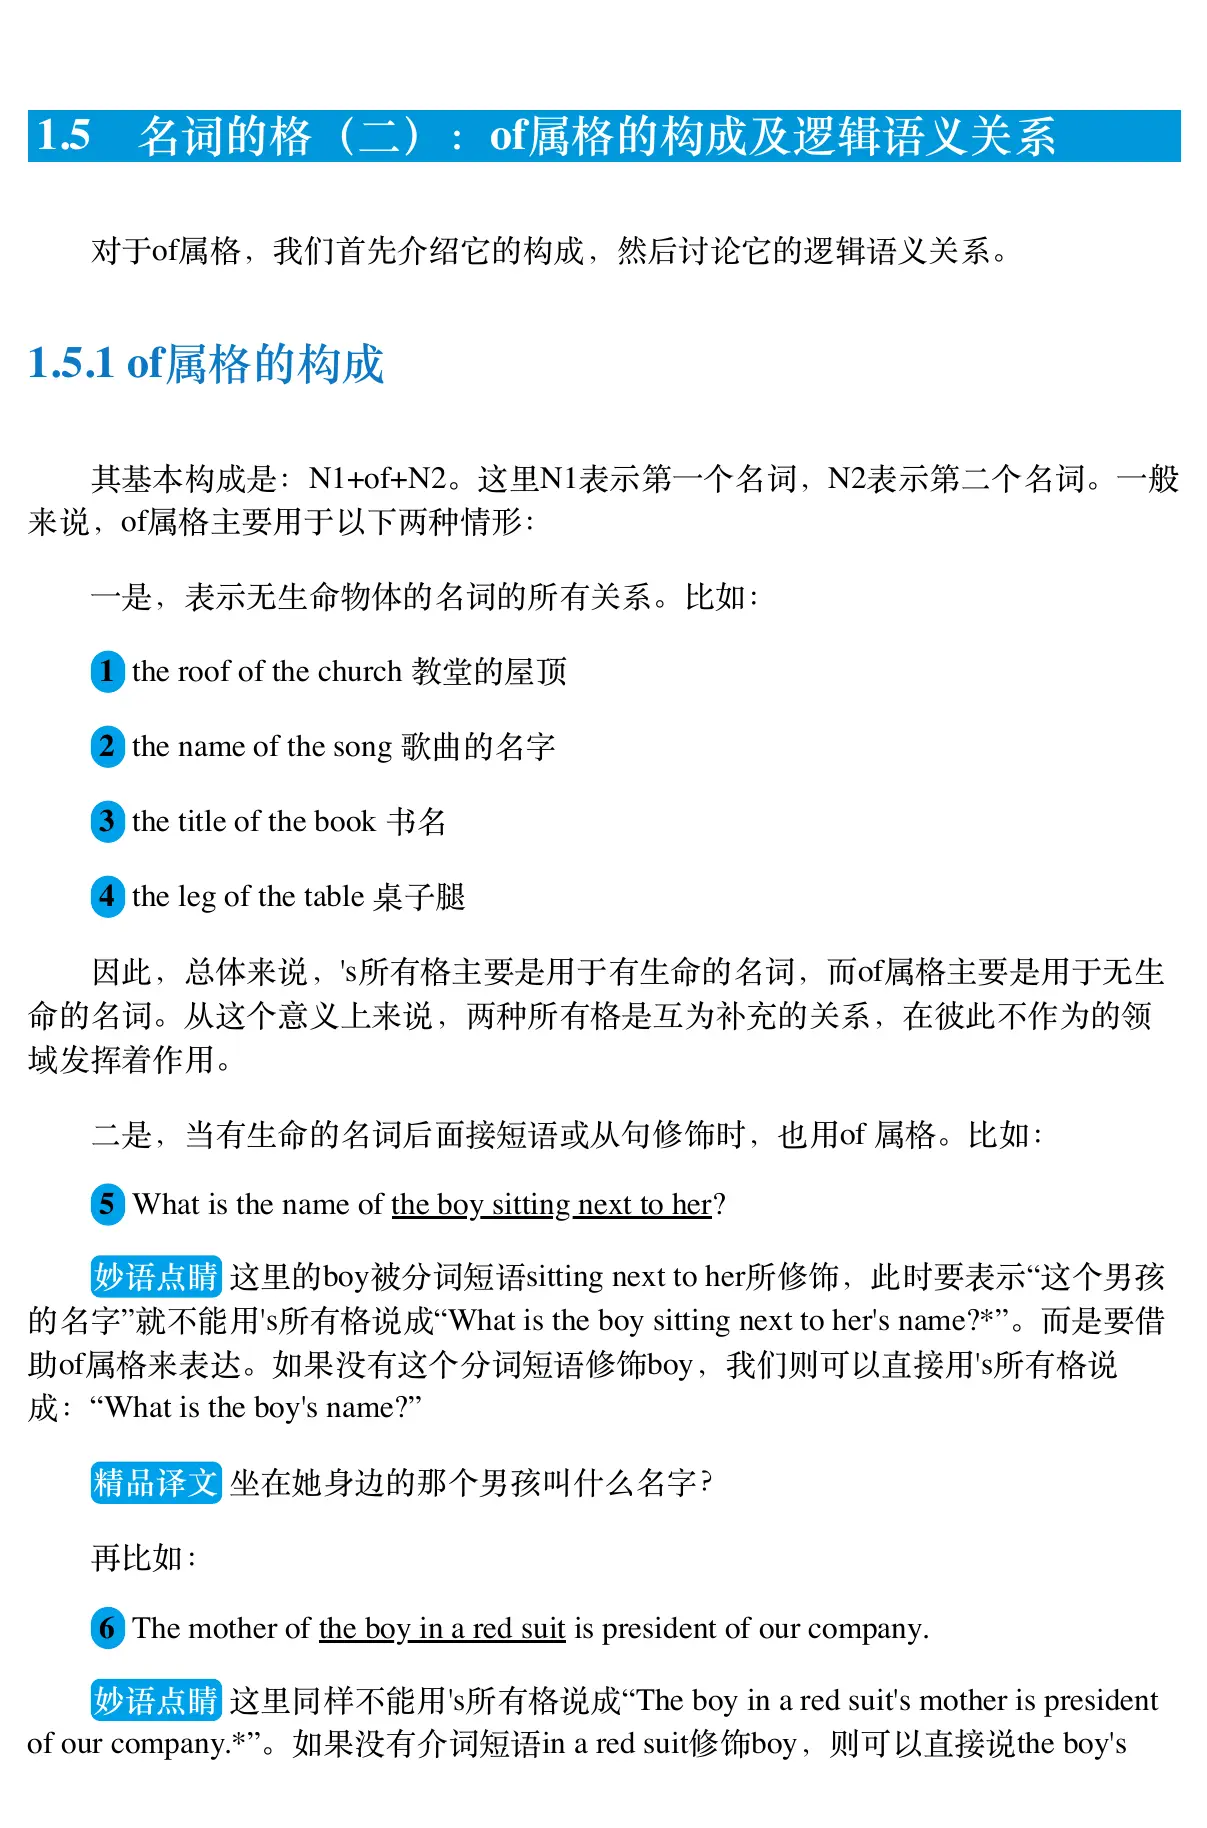 1.5 名词的格（二）：of属格的构成及逻辑语义关系
对于of属格，我们首先介绍它的构成，然后讨论它的逻辑语义关系。
1.5.1 of属格的构成
其基本构成是：N1+of+N2。这里N1表示第一个名词，N2表示第二个名词。一般
来说，of属格主要用于以下两种情形：
一是，表示无生命物体的名词的所有关系。比如：
1 the roof of the church 教堂的屋顶
2 the name of the song 歌曲的名字
3 the title of the book 书名
4 the leg of the table 桌子腿
因此，总体来说，'s所有格主要是用于有生命的名词，而of属格主要是用于无生
命的名词。从这个意义上来说，两种所有格是互为补充的关系，在彼此不作为的领
域发挥着作用。
二是，当有生命的名词后面接短语或从句修饰时，也用of 属格。比如：
5 What is the name of the boy sitting next to her?
妙语点睛 这里的boy被分词短语sitting next to her所修饰，此时要表示“这个男孩
的名字”就不能用's所有格说成“What is the boy sitting next to her's name?*”。而是要借
助of属格来表达。如果没有这个分词短语修饰boy，我们则可以直接用's所有格说
成：“What is the boy's name?”
精品译文 坐在她身边的那个男孩叫什么名字？
再比如：
6 The mother of the boy in a red suit is president of our company.
妙语点睛 这里同样不能用's所有格说成“The boy in a red suit's mother is president
of our company.*”。如果没有介词短语in a red suit修饰boy，则可以直接说the boy's